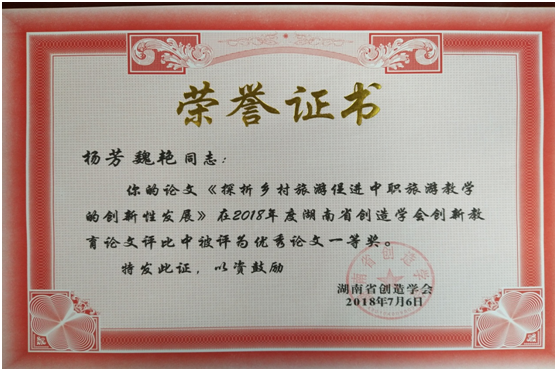 荣誉证书
杨芳 魏艳 同志：
你的论文《探析乡村旅游促进中职旅游教学
的创新性发展》在2018年度湖南省创造学会创新教
育论文评比中被评为优秀论文一等奖。
特发此证，以资鼓励
湖南省创造学会
2018年7月6日